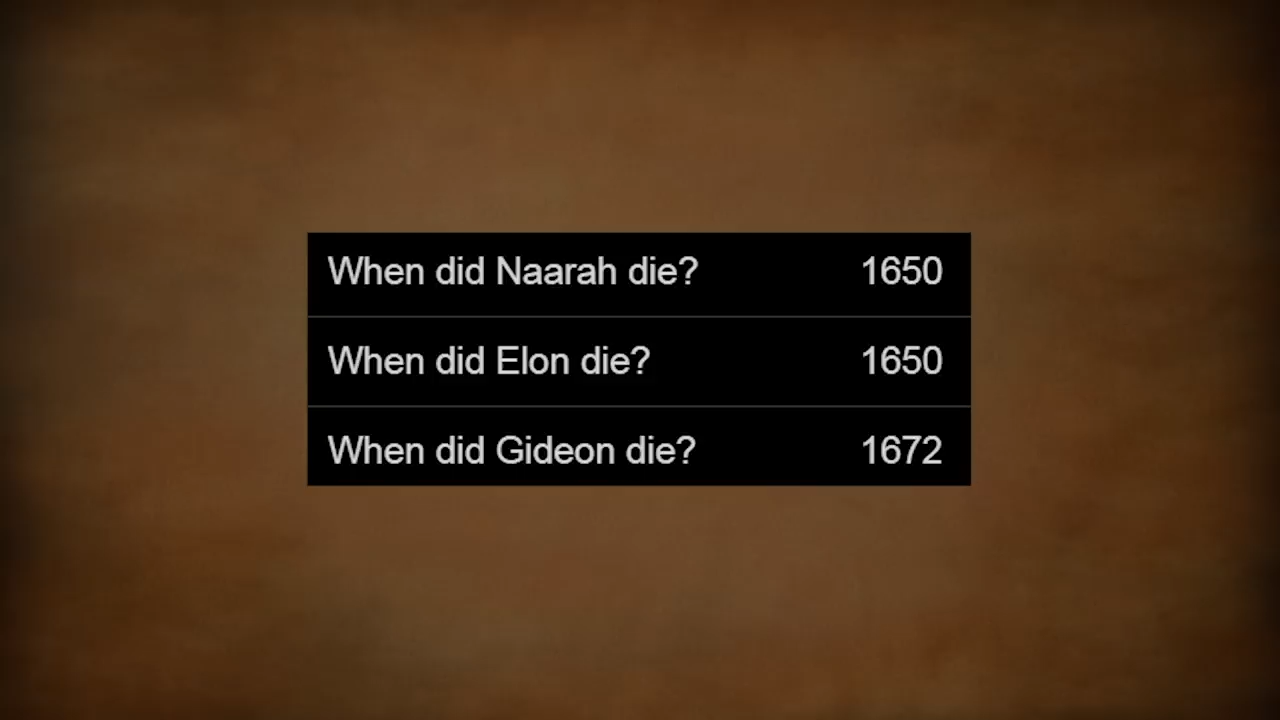 When did Naarah die? 1650
When did Elon die? 1650
When did Gideon die? 1672